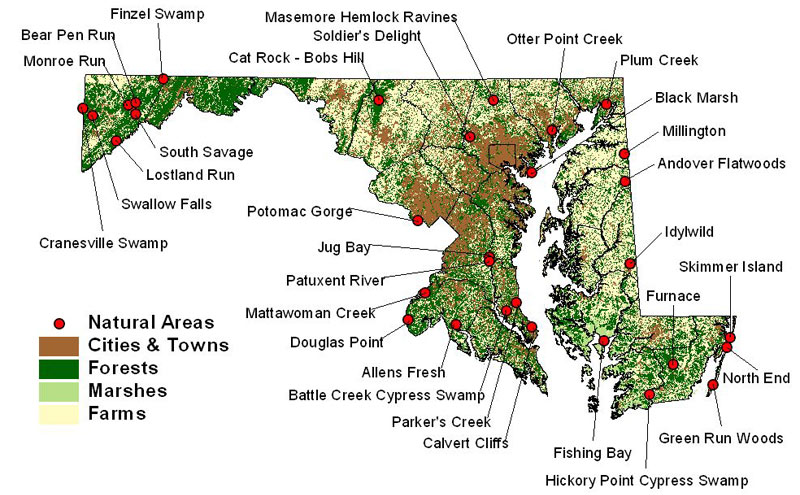 Finzel Swamp
Masemore Hemlock Ravines
Bear Pen Run
Soldier's Delight
Otter Point Creek
Monroe Run
Cat Rock - Bobs Hill
Plum Creek
Black Marsh
Millington
South Savage
Andover Flatwoods
Lostland Run
Swallow Falls
Potomac Gorge
Cranesville Swamp
Idylwild
Jug Bay
Skimmer Island
Patuxent River
Furnace
Mattawoman Creek
Natural Areas
Douglas Point
Cities & Towns
Forests
Allens Fresh
North End
Marshes
Battle Creek Cypress Swamp
Farms
Parker's Creek
Green Run Woods
Calvert Cliffs
Fishing Bay
Hickory Point Cypress Swamp